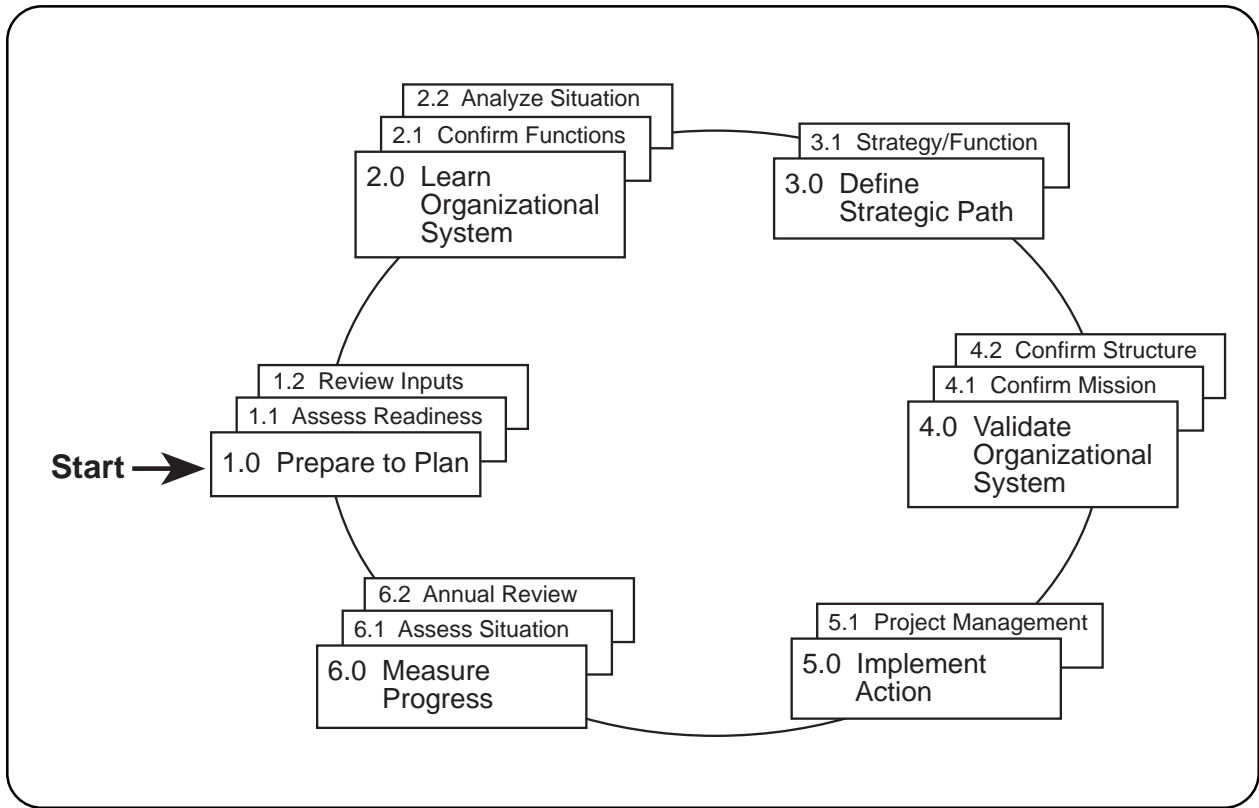 2.2 Analyze Situation
2.1 Confirm Functions
2.0 Learn
Organizational
System
3.1 Strategy/Function
3.0 Define
Strategic Path
1.2 Review Inputs
1.1 Assess Readiness
Start
1.0 Prepare to Plan
4.2 Confirm Structure
4.1 Confirm Mission
4.0 Validate
Organizational
System
6.2 Annual Review
6.1 Assess Situation
6.0 Measure
Progress
5.1 Project Management
5.0 Implement
Action